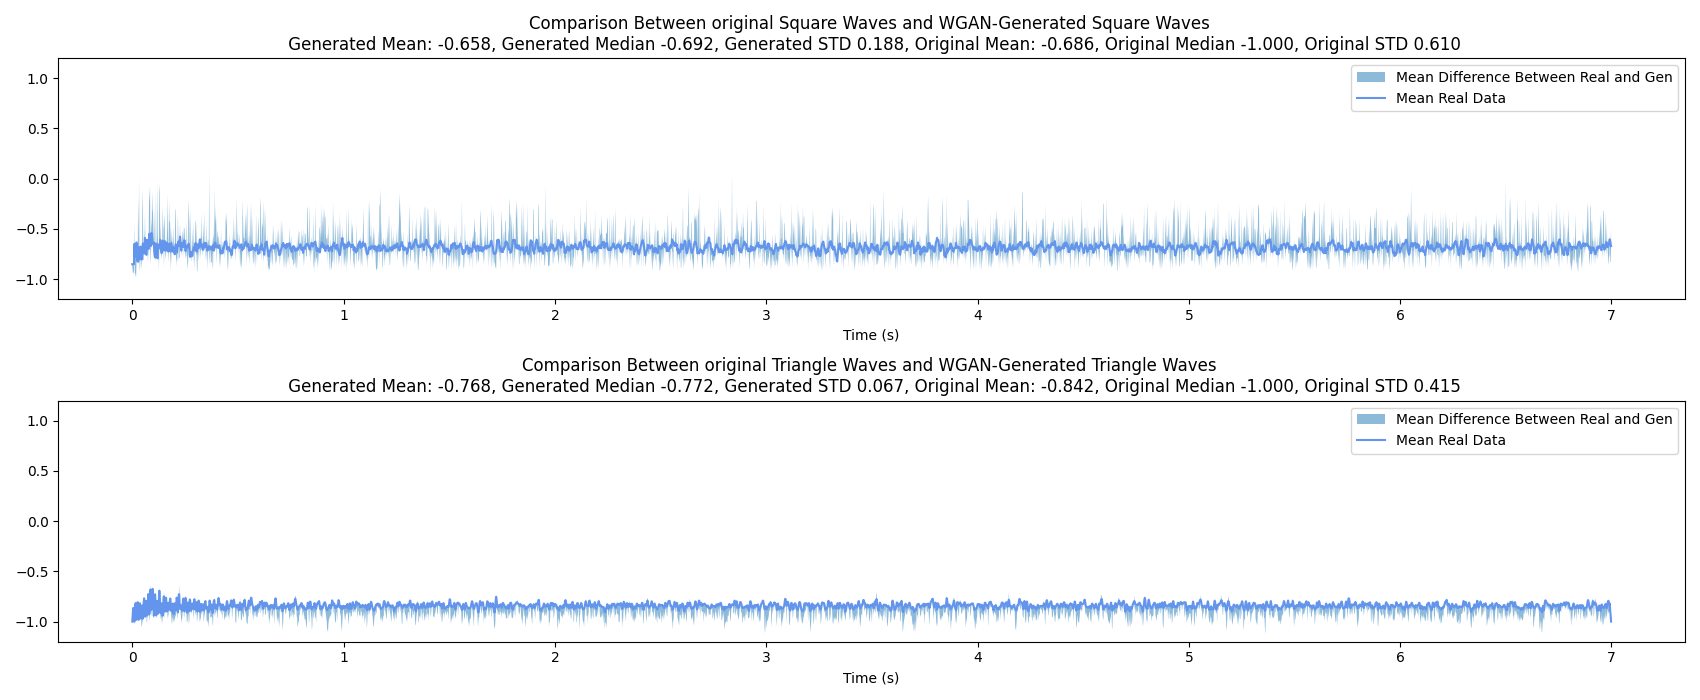 Comparison Between original Square Waves and WGAN-Generated Square Waves
Generated Mean: -0.658, Generated Median -0.692, Generated STD 0.188, Original Mean: -0.686, Original Median -1.000, Original STD 0.610
Mean Difference Between Real and Gen
Mean Real Data
1.0
0.5
0.0
−0.5
−1.0
0 1 2 3 4 5 6 7
Time (s)
Comparison Between original Triangle Waves and WGAN-Generated Triangle Waves
Generated Mean: -0.768, Generated Median -0.772, Generated STD 0.067, Original Mean: -0.842, Original Median -1.000, Original STD 0.415
Mean Difference Between Real and Gen
Mean Real Data
1.0
0.5
0.0
−0.5
−1.0
0 1 2 3 4 5 6 7
Time (s)